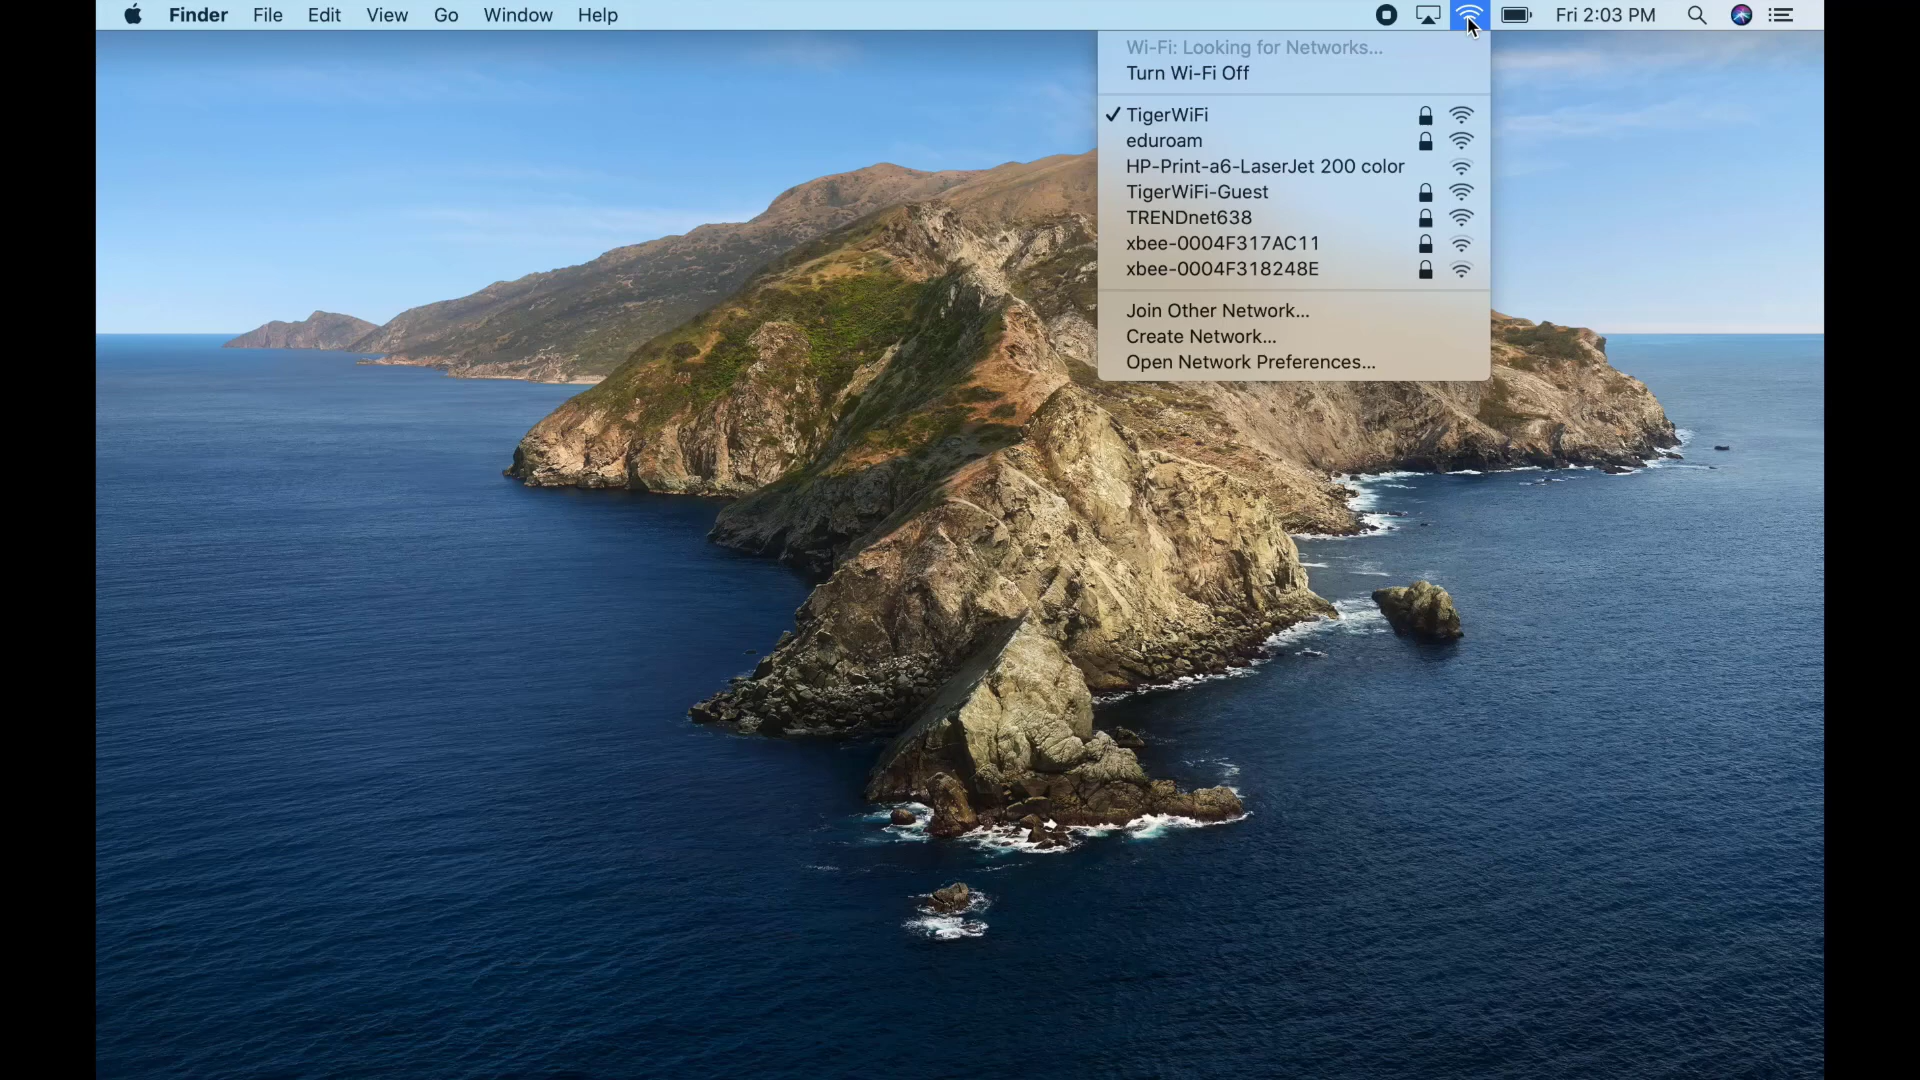 Finder File Edit View Go Window Help Fri 2:03 PM
Wi-Fi: Looking for Networks...
Turn Wi-Fi Off
TigerWiFi
eduroam
HP-Print-a6-LaserJet 200 color
TigerWiFi-Guest
TRENDnet638
xbee-0004F317AC11
xbee-0004F318248E
Join Other Network...
Create Network...
Open Network Preferences...